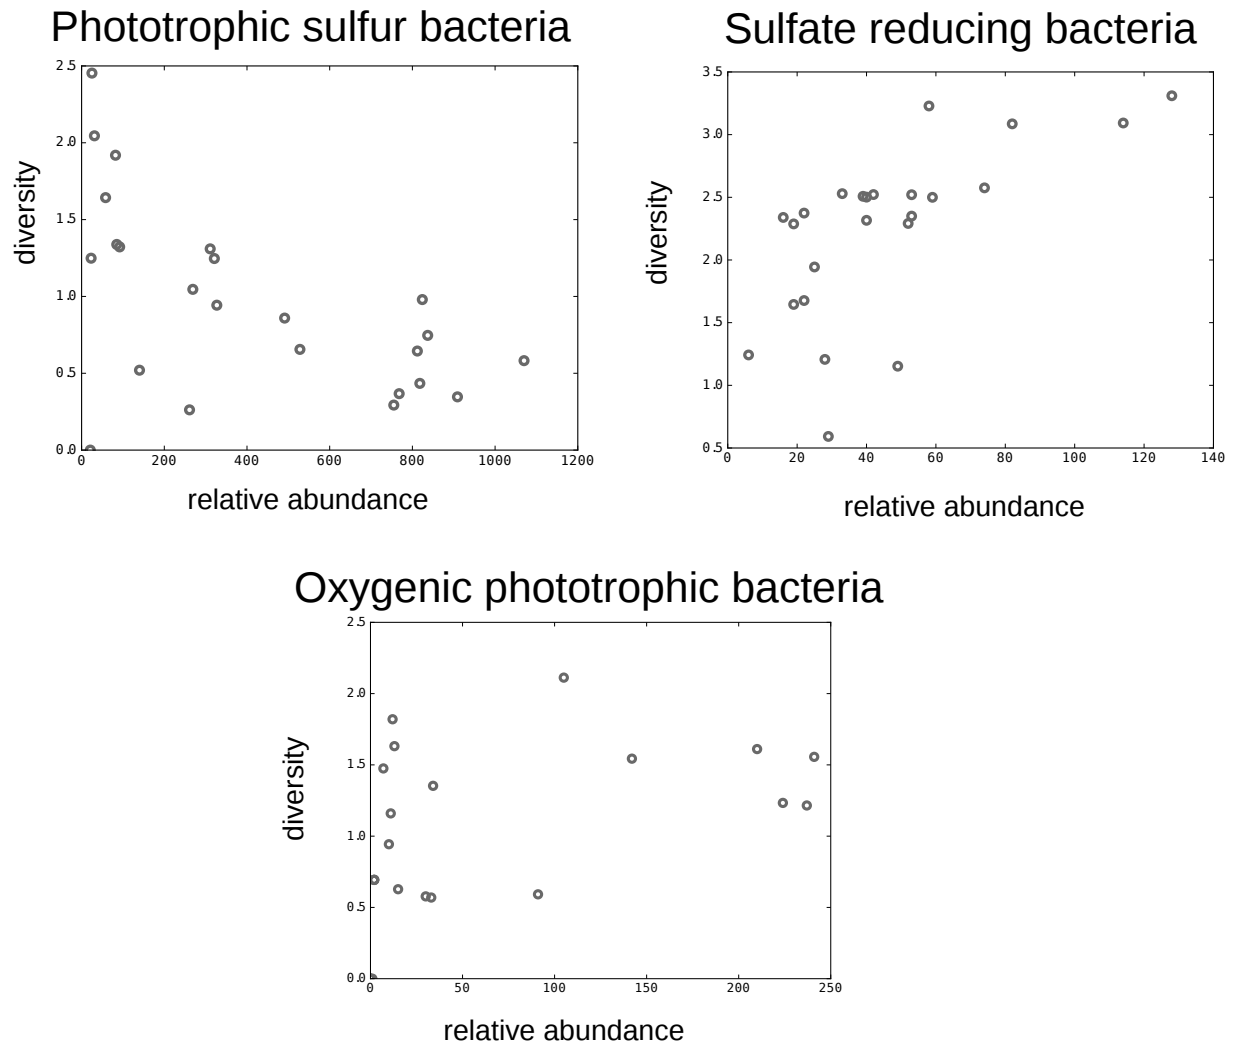 Phototrophic sulfur bacteria
2.5
2.0
1.5
1.0
0.5
0.0
diversity
0 200 400 600 800 1000 1200
relative abundance
Sulfate reducing bacteria
3.5
3.0
2.5
2.0
1.5
1.0
0.5
diversity
0 20 40 60 80 100 120 140
relative abundance
Oxygenic phototrophic bacteria
2.5
2.0
1.5
1.0
0.5
0.0
diversity
0 50 100 150 200 250
relative abundance